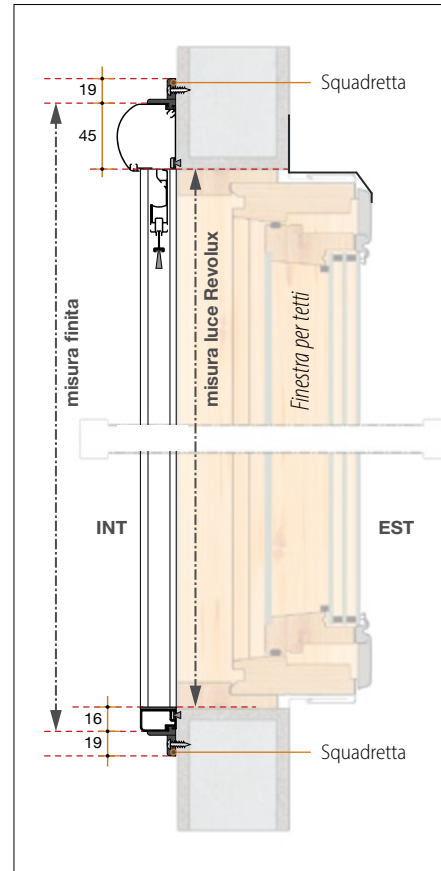 19
Squadretta
45
misura finita
misura luce Revolux
Finestra per tetti
INT
EST
16
19
Squadretta